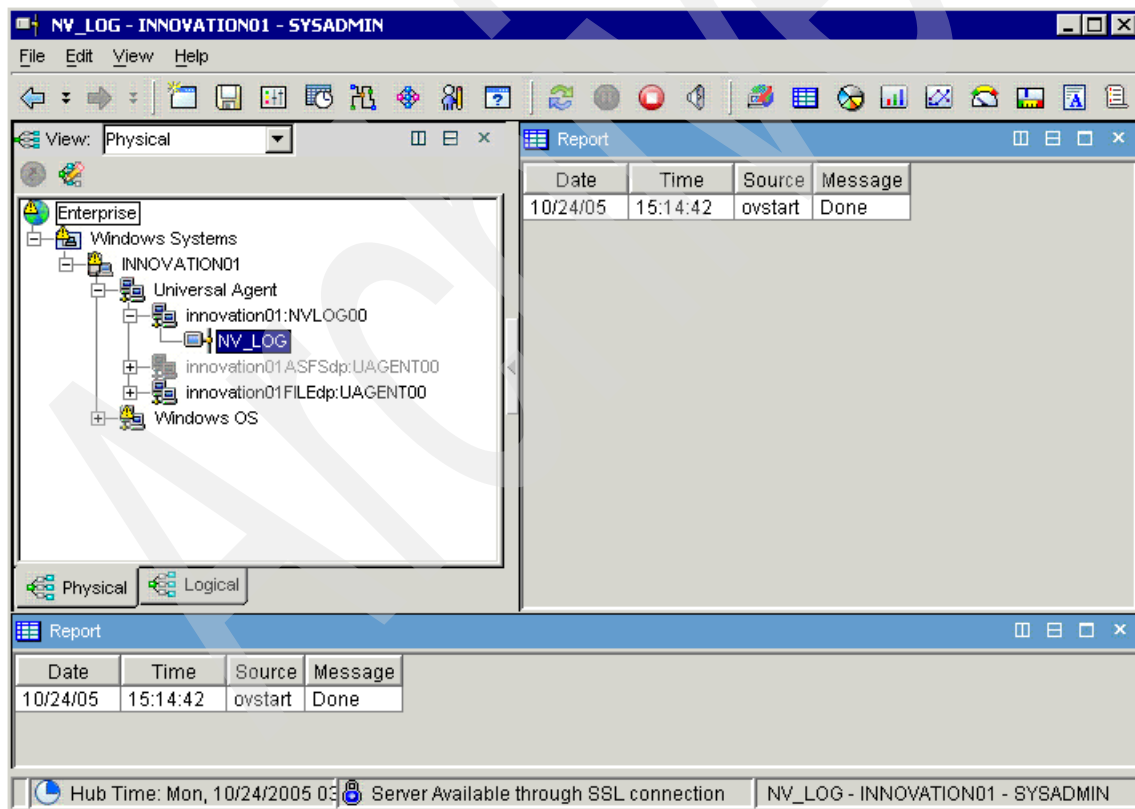 NV_LOG - INNOVATION01 - SYSADMIN
File Edit View Help
View: Physical
Enterprise
Windows Systems
INNOVATION01
Universal Agent
innovation01:NVLOG00
NV_LOG
innovation01ASFSdp:UAGENT00
innovation01FILEdp:UAGENT00
Windows OS
Physical Logical
Report
Date Time Source Message
10/24/05 15:14:42 ovstart Done
Report
Date Time Source Message
10/24/05 15:14:42 ovstart Done
Hub Time: Mon, 10/24/2005 Server Available through SSL connection NV_LOG - INNOVATION01 - SYSADMIN